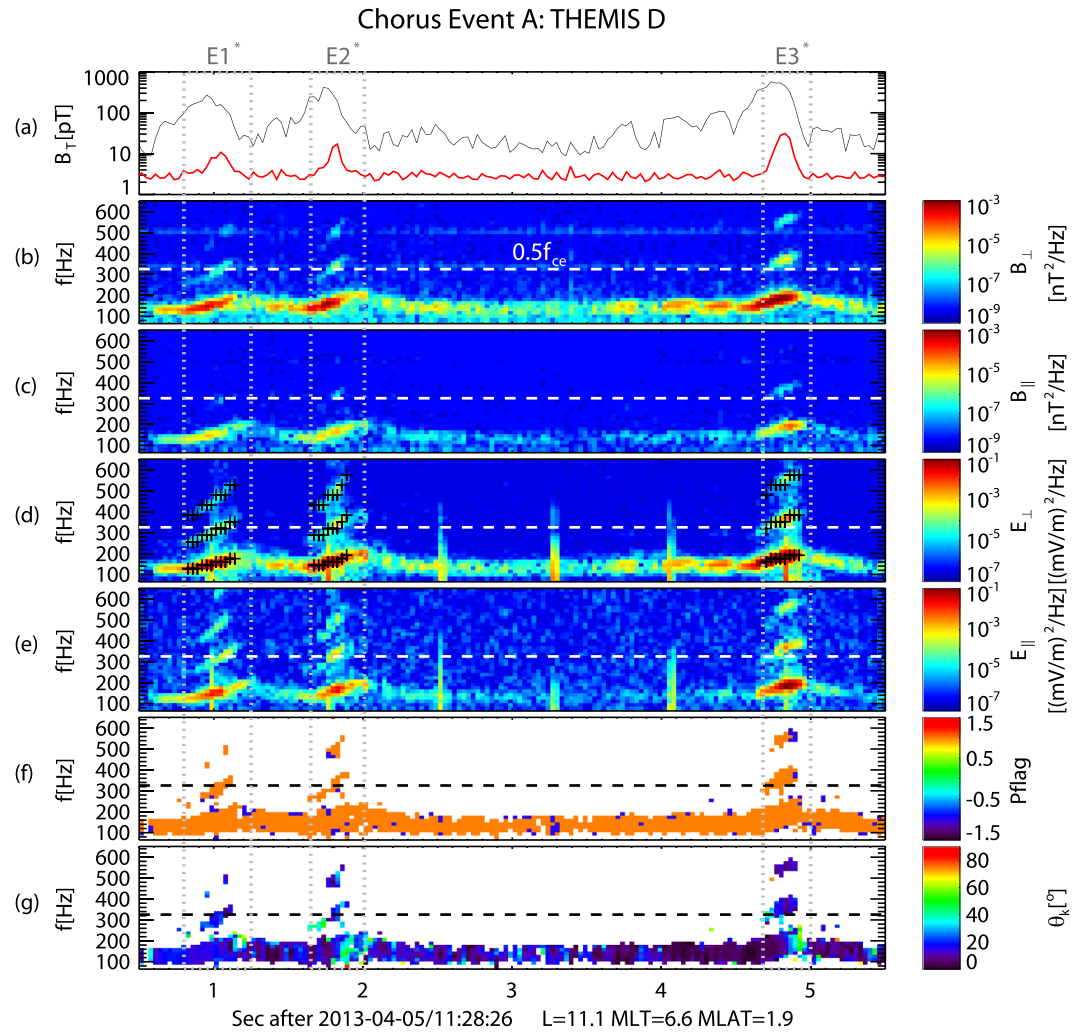 Chorus Event A: THEMIS D
E1* E2* E3*
(a) B_T[pT] 1000 100 10 1
(b) f[Hz] 600 500 400 300 200 100 0.5f_ce 10^-3 10^-5 10^-7 10^-9 B_⊥ [nT^2/Hz]
(c) f[Hz] 600 500 400 300 200 100 10^-3 10^-5 10^-7 10^-9 B_∥ [nT^2/Hz]
(d) f[Hz] 600 500 400 300 200 100 10^-1 10^-3 10^-5 10^-7 E_⊥ [(mV/m)^2/Hz]
(e) f[Hz] 600 500 400 300 200 100 10^-1 10^-3 10^-5 10^-7 E_∥ [(mV/m)^2/Hz]
(f) f[Hz] 600 500 400 300 200 100 1.5 0.5 -0.5 -1.5 Pflag
(g) f[Hz] 600 500 400 300 200 100 80 60 40 20 0 θ_k[°]
1 2 3 4 5
Sec after 2013-04-05/11:28:26 L=11.1 MLT=6.6 MLAT=1.9